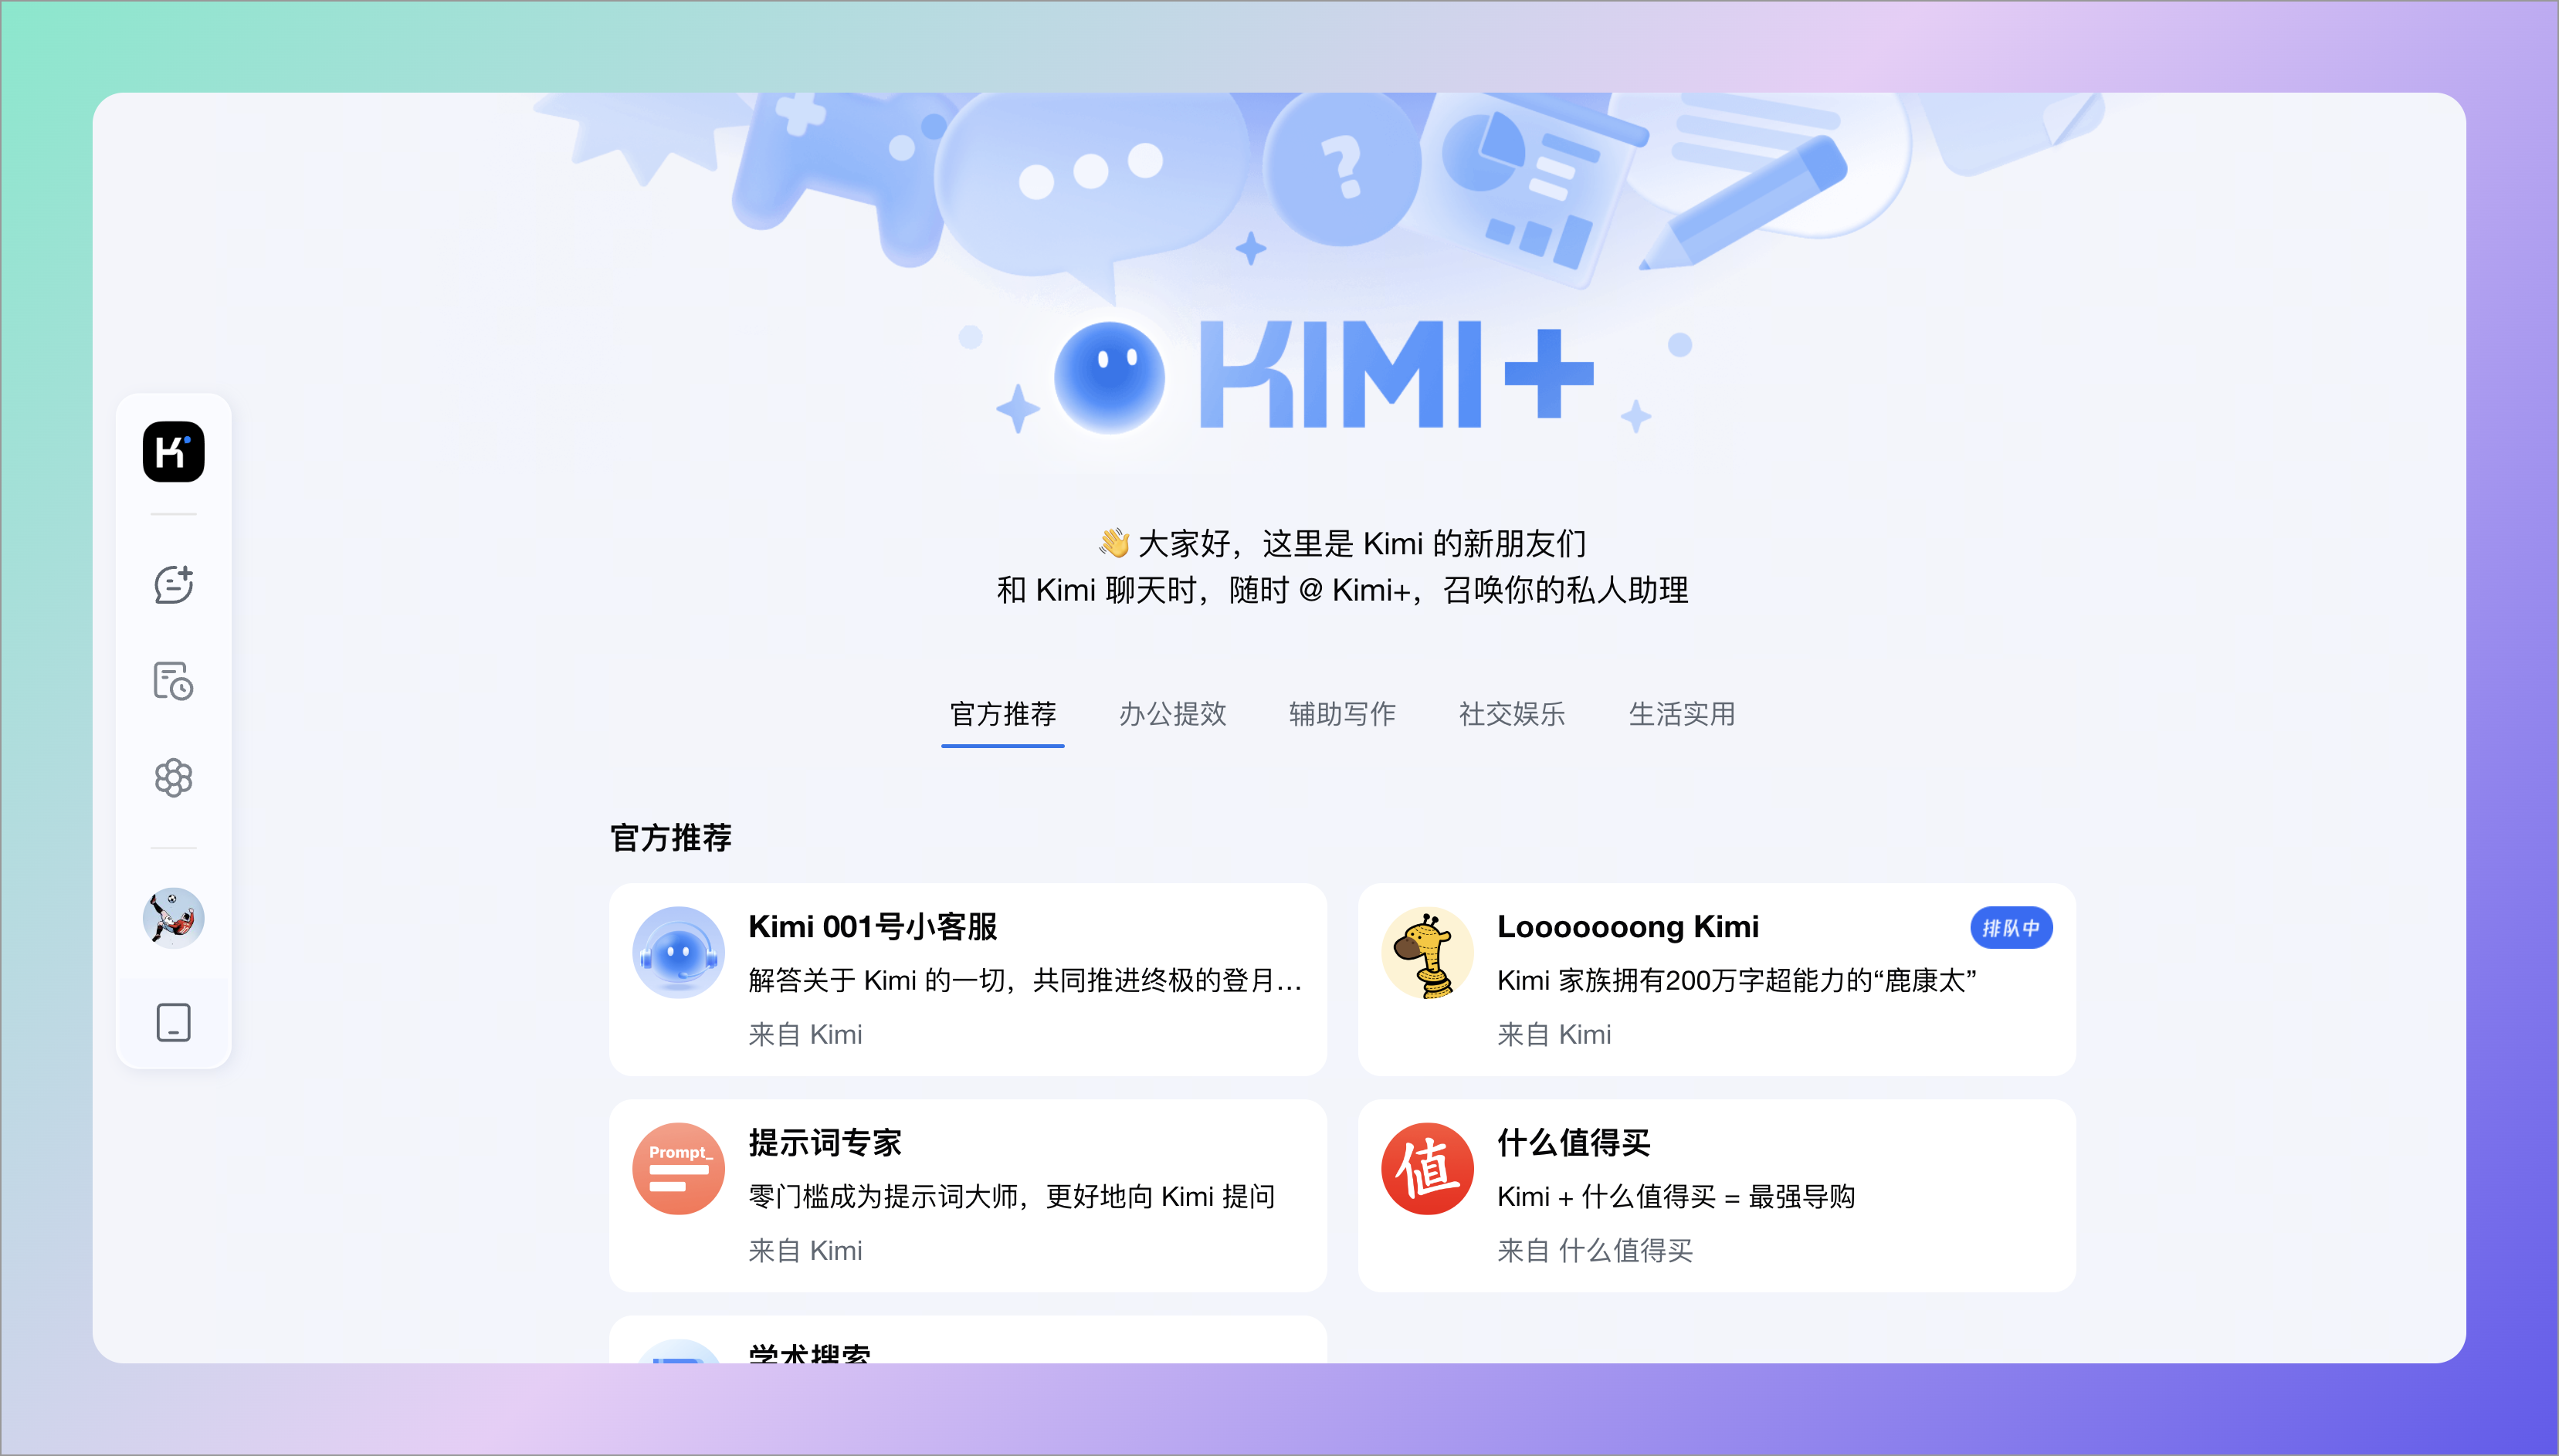 KIMI+
K
👋 大家好，这里是 Kimi 的新朋友们
和 Kimi 聊天时，随时 @ Kimi+，召唤你的私人助理
官方推荐 办公提效 辅助写作 社交娱乐 生活实用
官方推荐
Kimi 001号小客服
解答关于 Kimi 的一切，共同推进终极的登月…
来自 Kimi
Looooooong Kimi
排队中
Kimi 家族拥有200万字超能力的“鹿康太”
来自 Kimi
Prompt_
提示词专家
零门槛成为提示词大师，更好地向 Kimi 提问
来自 Kimi
值
什么值得买
Kimi + 什么值得买 = 最强导购
来自 什么值得买
学术搜索